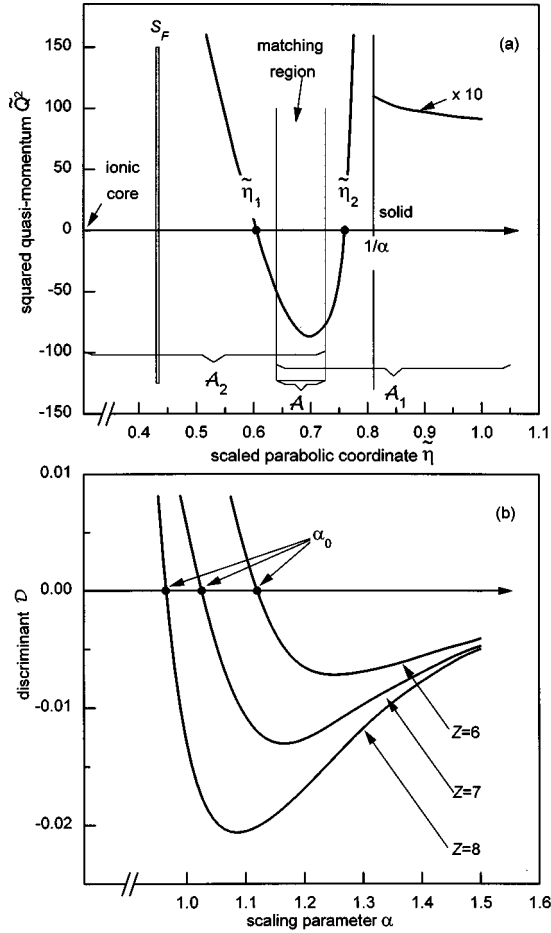 S_F
(a)
matching
region
x 10
ionic
core
η̃₁
η̃₂
solid
1/α
A₂
A
A₁
150
100
50
0
-50
-100
-150
squared quasi-momentum Q̃²
0.4 0.5 0.6 0.7 0.8 0.9 1.0 1.1
scaled parabolic coordinate η̃
(b)
α₀
Z=6
Z=7
Z=8
0.01
0.00
-0.01
-0.02
discriminant D
1.0 1.1 1.2 1.3 1.4 1.5 1.6
scaling parameter α